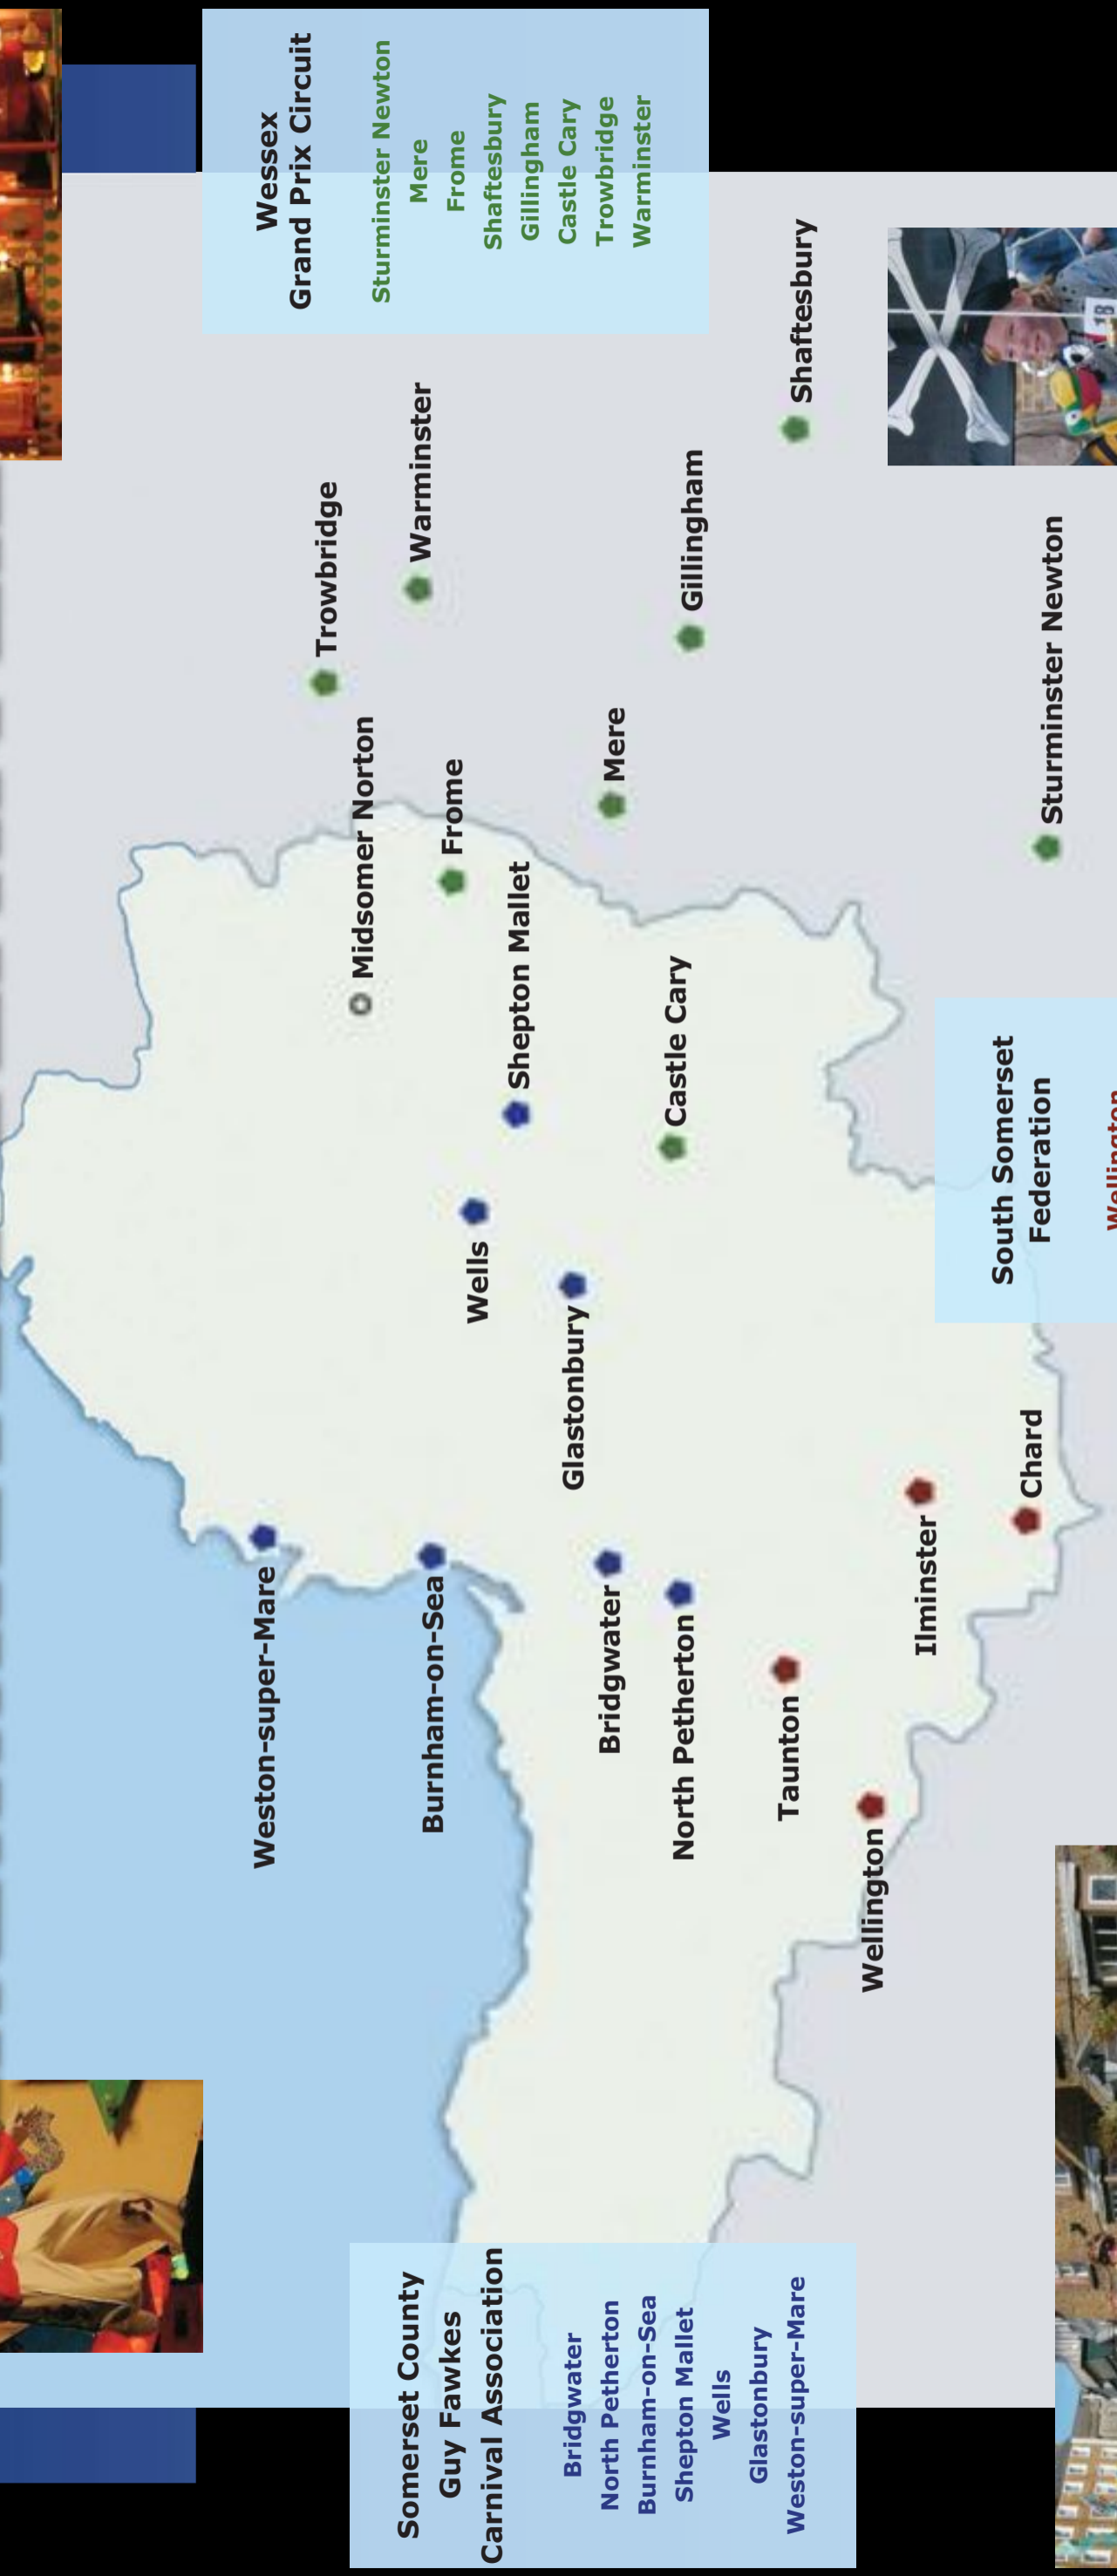 Wessex
Grand Prix Circuit
Sturminster Newton
Mere
Frome
Shaftesbury
Gillingham
Castle Cary
Trowbridge
Warminster
Somerset County
Guy Fawkes
Carnival Association
Bridgwater
North Petherton
Burnham-on-Sea
Shepton Mallet
Wells
Glastonbury
Weston-super-Mare
South Somerset
Federation
Wellington
Weston-super-Mare
Trowbridge
Midsomer Norton
Warminster
Burnham-on-Sea
Frome
Wells
Shepton Mallet
Glastonbury
Bridgwater
Mere
North Petherton
Castle Cary
Gillingham
Taunton
Shaftesbury
Wellington
Ilminster
Chard
Sturminster Newton
18